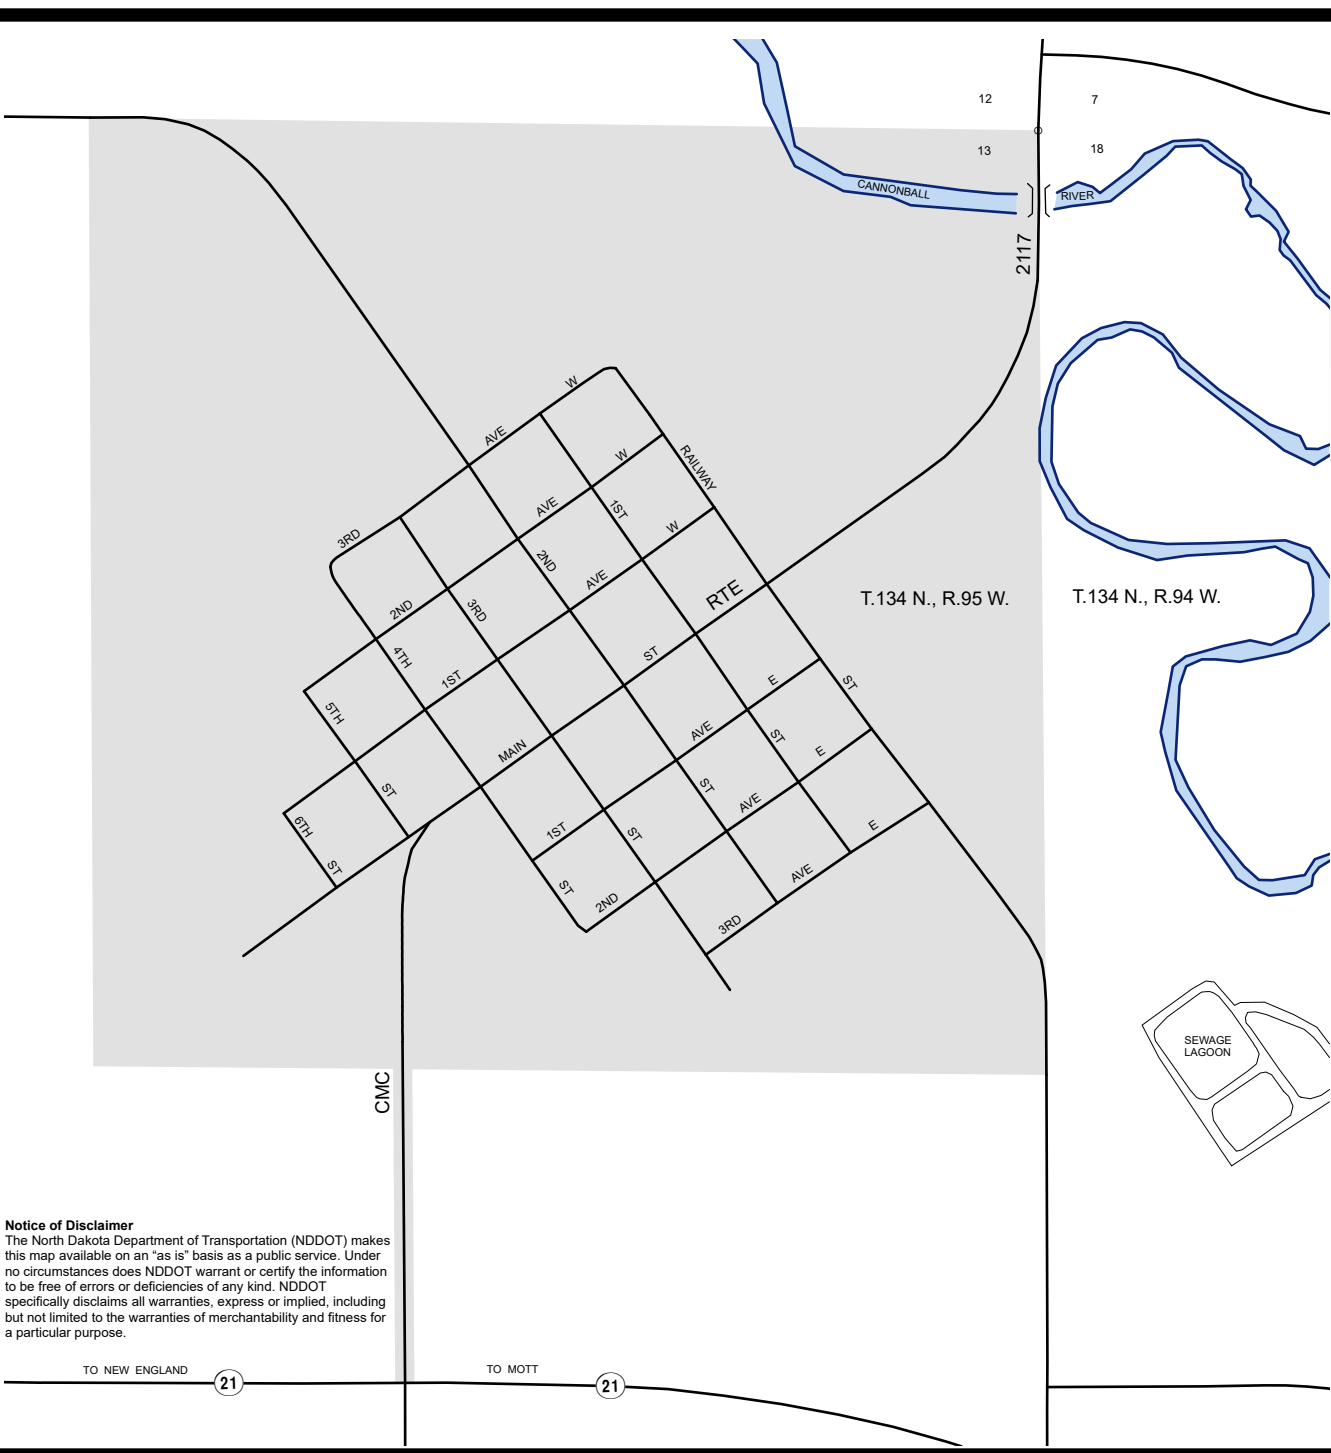 12
7
13
18
CANNONBALL
RIVER
2117
AVE
W
3RD
RAILWAY
W
AVE
1ST
W
2ND
AVE
RTE
T.134 N., R.95 W.
T.134 N., R.94 W.
2ND
3RD
4TH
1ST
ST
E
ST
5TH
MAIN
AVE
ST
E
ST
ST
AVE
6TH
1ST
ST
E
ST
ST
2ND
AVE
3RD
SEWAGE
LAGOON
CMC
Notice of Disclaimer
The North Dakota Department of Transportation (NDDOT) makes
this map available on an “as is” basis as a public service. Under
no circumstances does NDDOT warrant or certify the information
to be free of errors or deficiencies of any kind. NDDOT
specifically disclaims all warranties, express or implied, including
but not limited to the warranties of merchantability and fitness for
a particular purpose.
TO NEW ENGLAND
21
TO MOTT
21